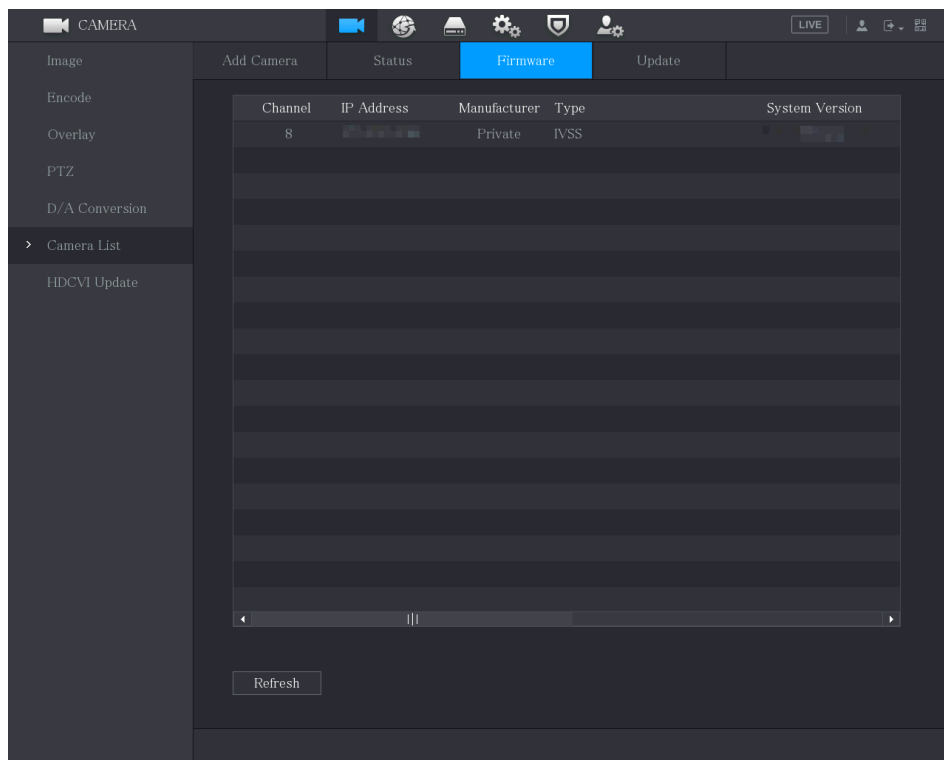 CAMERA LIVE
Image Add Camera Status Firmware Update
Encode
Channel IP Address Manufacturer Type System Version
8 Private IVSS
Overlay
PTZ
D/A Conversion
Camera List
HDCVI Update
Refresh